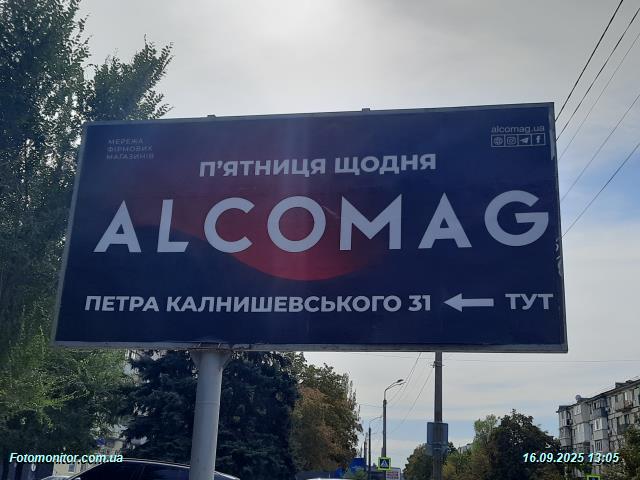 МЕРЕЖА
ФІРМОВИХ
МАГАЗИНІВ
alcomag.ua
П'ЯТНИЦЯ ЩОДНЯ
ALCOMAG
ПЕТРА КАЛНИШЕВСЬКОГО 31 ← ТУТ
Fotomonitor.com.ua
16.09.2025 13:05